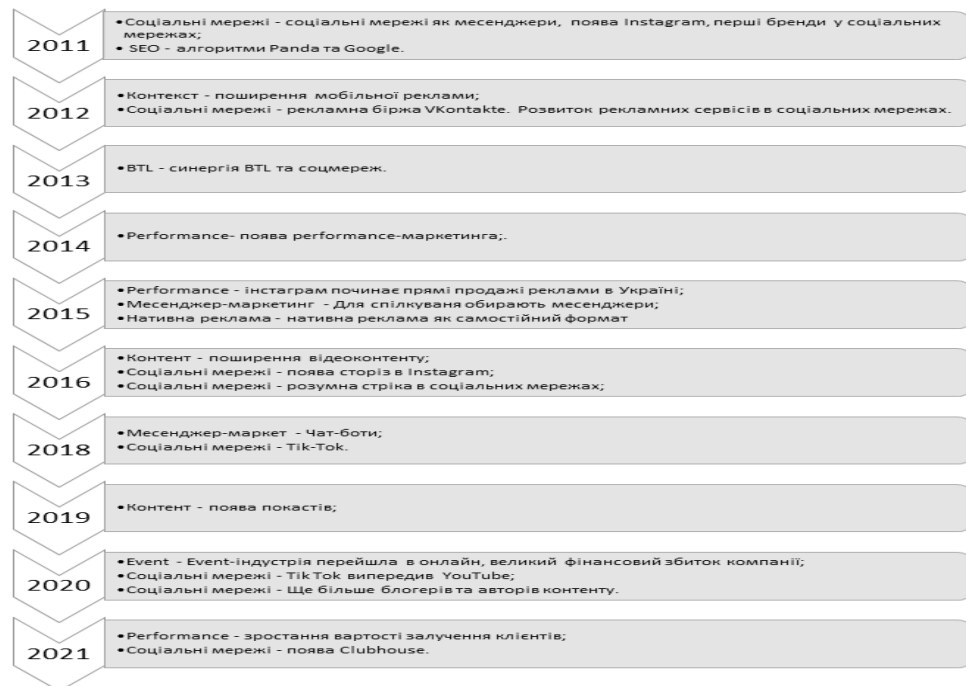 2011
•Соціальні мережі - соціальні мережі як месенджери, поява Instagram, перші бренди у соціальних
мережах;
• SEO - алгоритми Panda та Google.
2012
•Контекст - поширення мобільної реклами;
•Соціальні мережі - рекламна біржа VKontakte. Розвиток рекламних сервісів в соціальних мережах.
2013
•BTL - синергія BTL та соцмереж.
2014
•Performance- поява performance-маркетинга;.
2015
•Performance - інстаграм починає прямі продажі реклами в Україні;
•Месенджер-маркетинг - Для спілкуваня обирають месенджери;
•Нативна реклама - нативна реклама як самостійний формат
2016
•Контент - поширення відеоконтенту;
•Соціальні мережі - поява сторіз в Instagram;
•Соціальні мережі - розумна стріка в соціальних мережах;
2018
•Месенджер-маркет - Чат-боти;
•Соціальні мережі - Tik-Tok.
2019
•Контент - поява покастів;
2020
•Event - Event-індустрія перейшла в онлайн, великий фінансовий збиток компанії;
•Соціальні мережі - TikTok випередив YouTube;
•Соціальні мережі - Ще більше блогерів та авторів контенту.
2021
•Performance - зростання вартості залучення клієнтів;
•Соціальні мережі - поява Clubhouse.